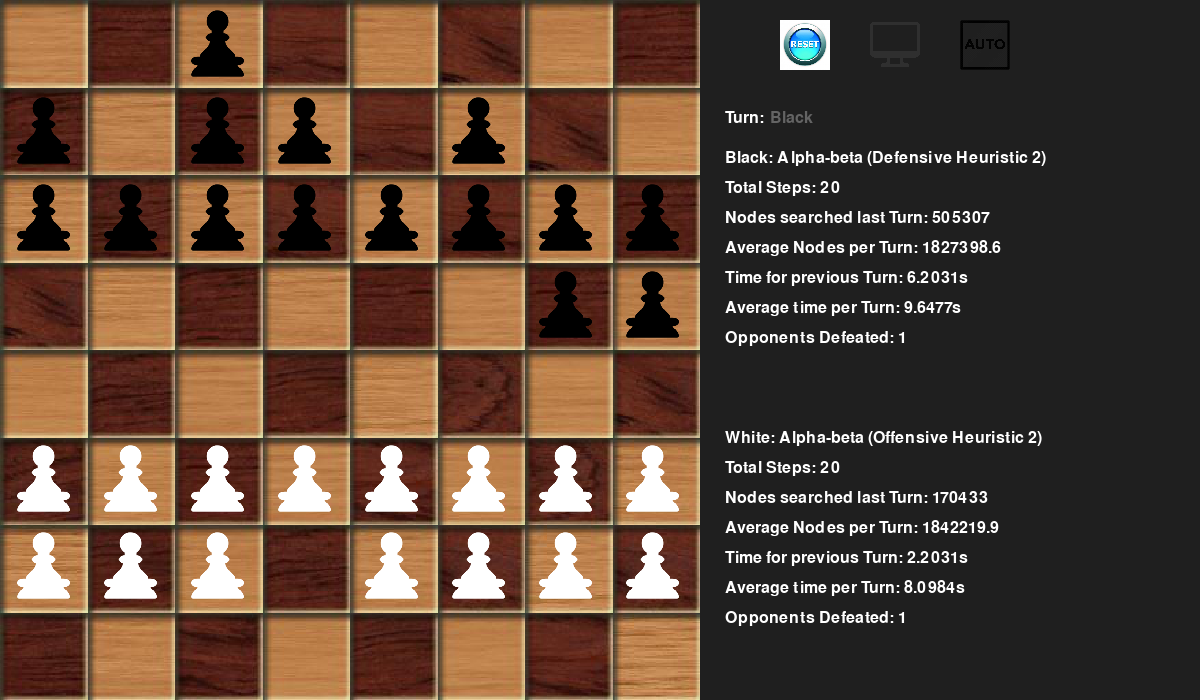 RESET
AUTO
Turn: Black
Black: Alpha-beta (Defensive Heuristic 2)
Total Steps: 20
Nodes searched last Turn: 505307
Average Nodes per Turn: 1827398.6
Time for previous Turn: 6.2031s
Average time per Turn: 9.6477s
Opponents Defeated: 1
White: Alpha-beta (Offensive Heuristic 2)
Total Steps: 20
Nodes searched last Turn: 170433
Average Nodes per Turn: 1842219.9
Time for previous Turn: 2.2031s
Average time per Turn: 8.0984s
Opponents Defeated: 1